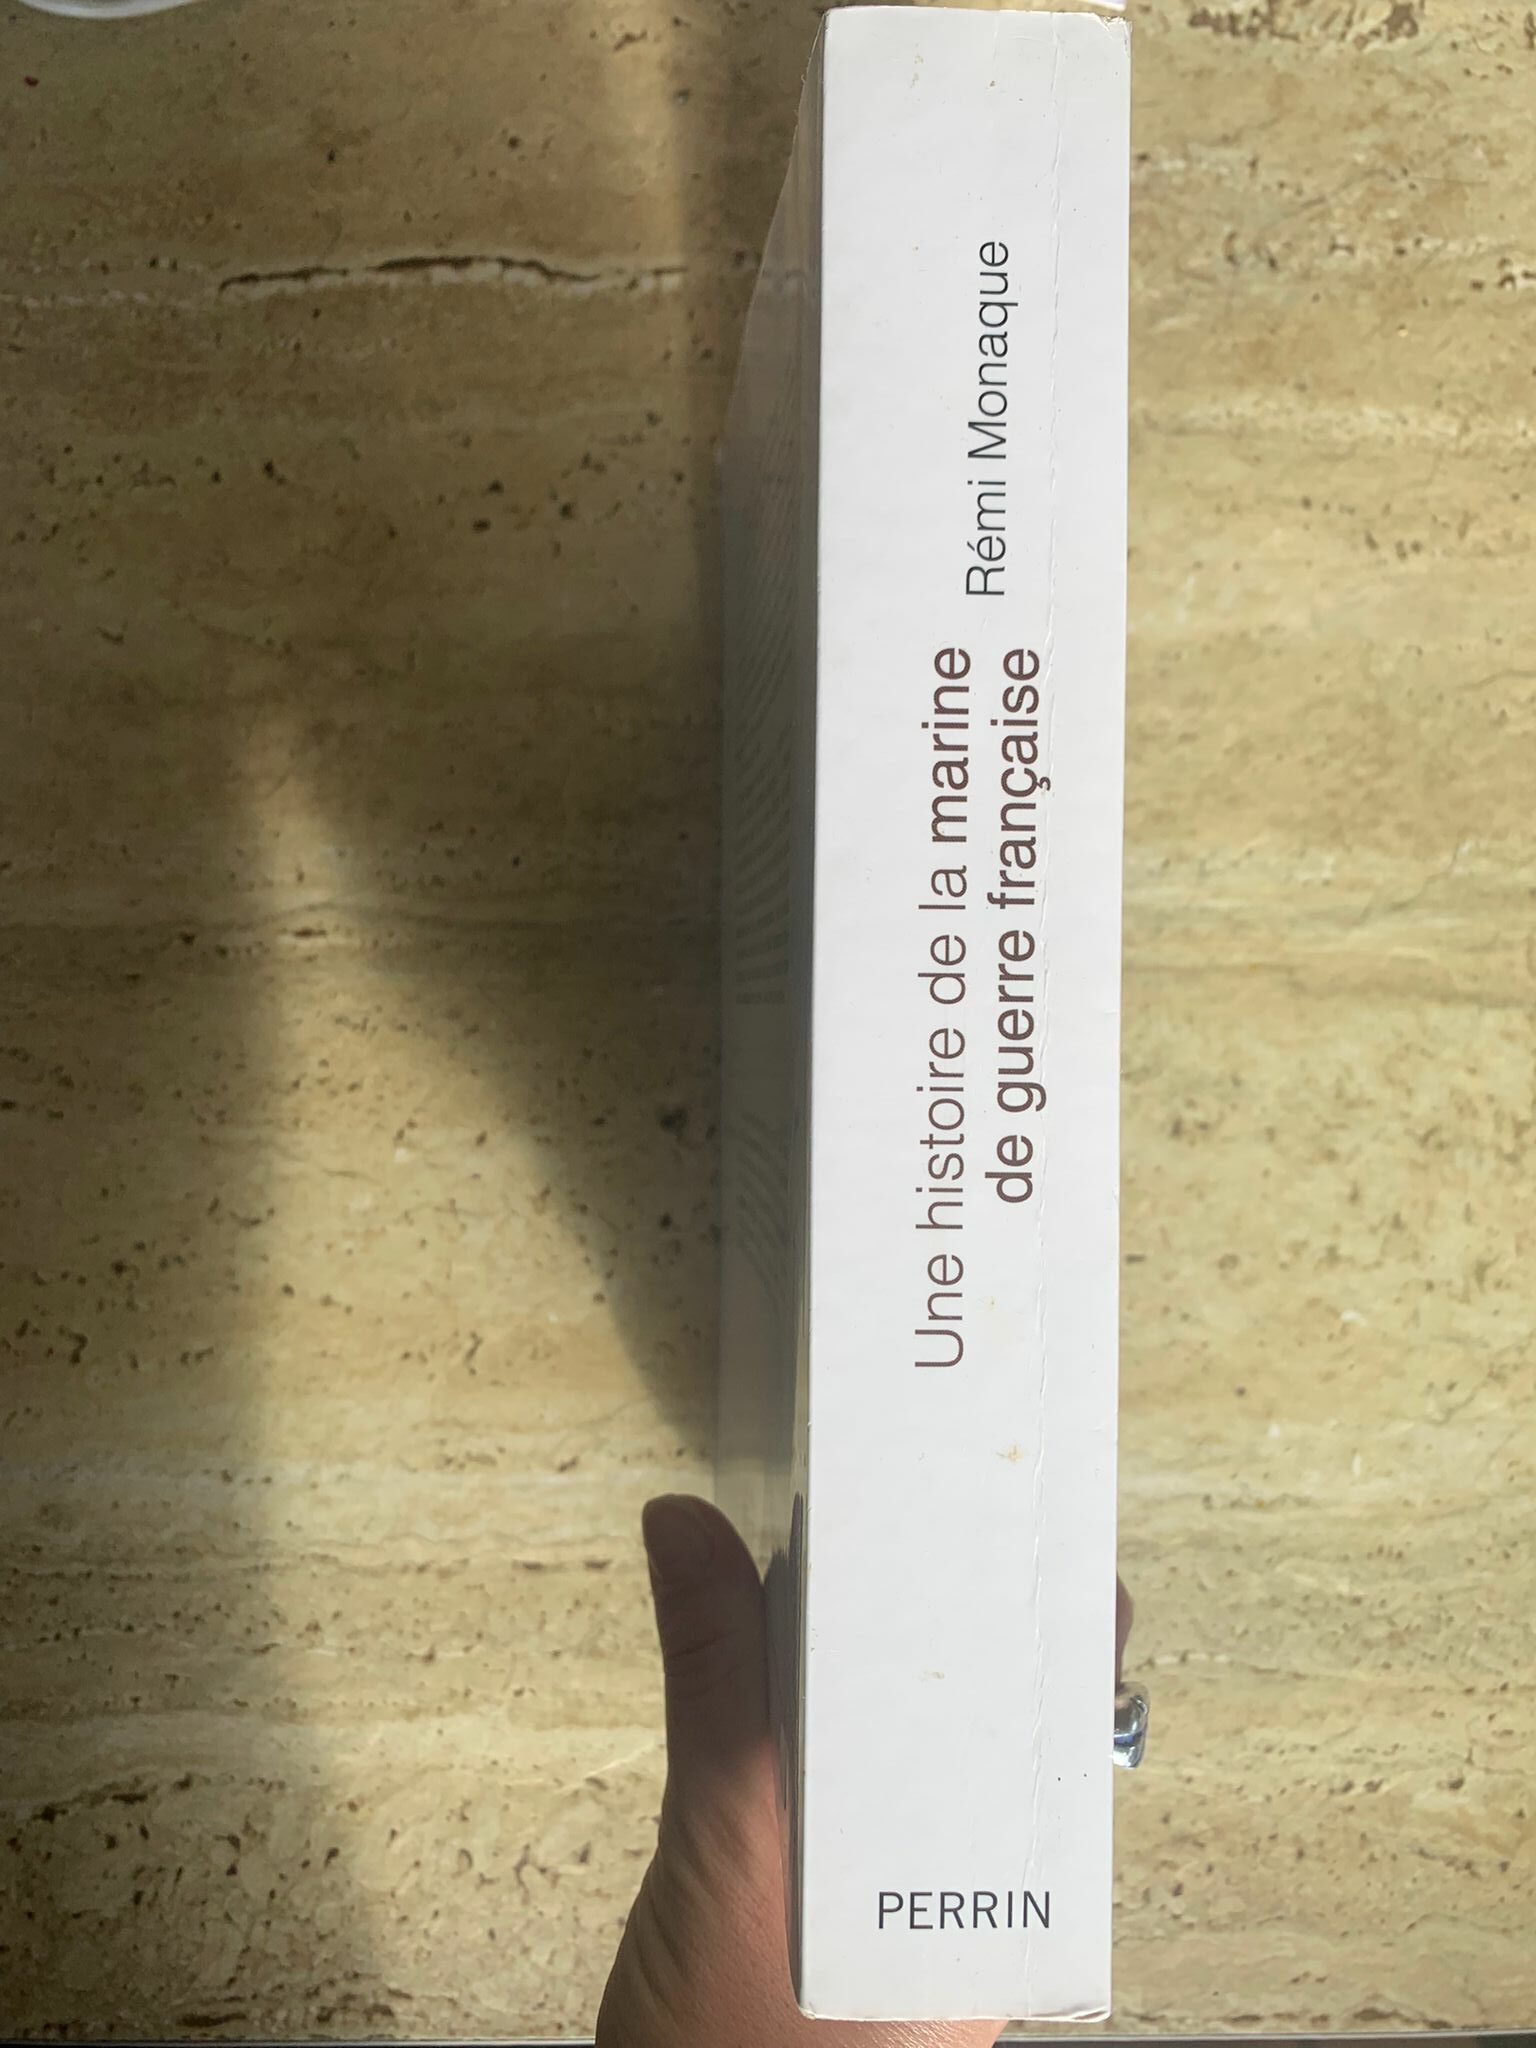 Rémi Monaque
Une histoire de la marine
de guerre française
PERRIN